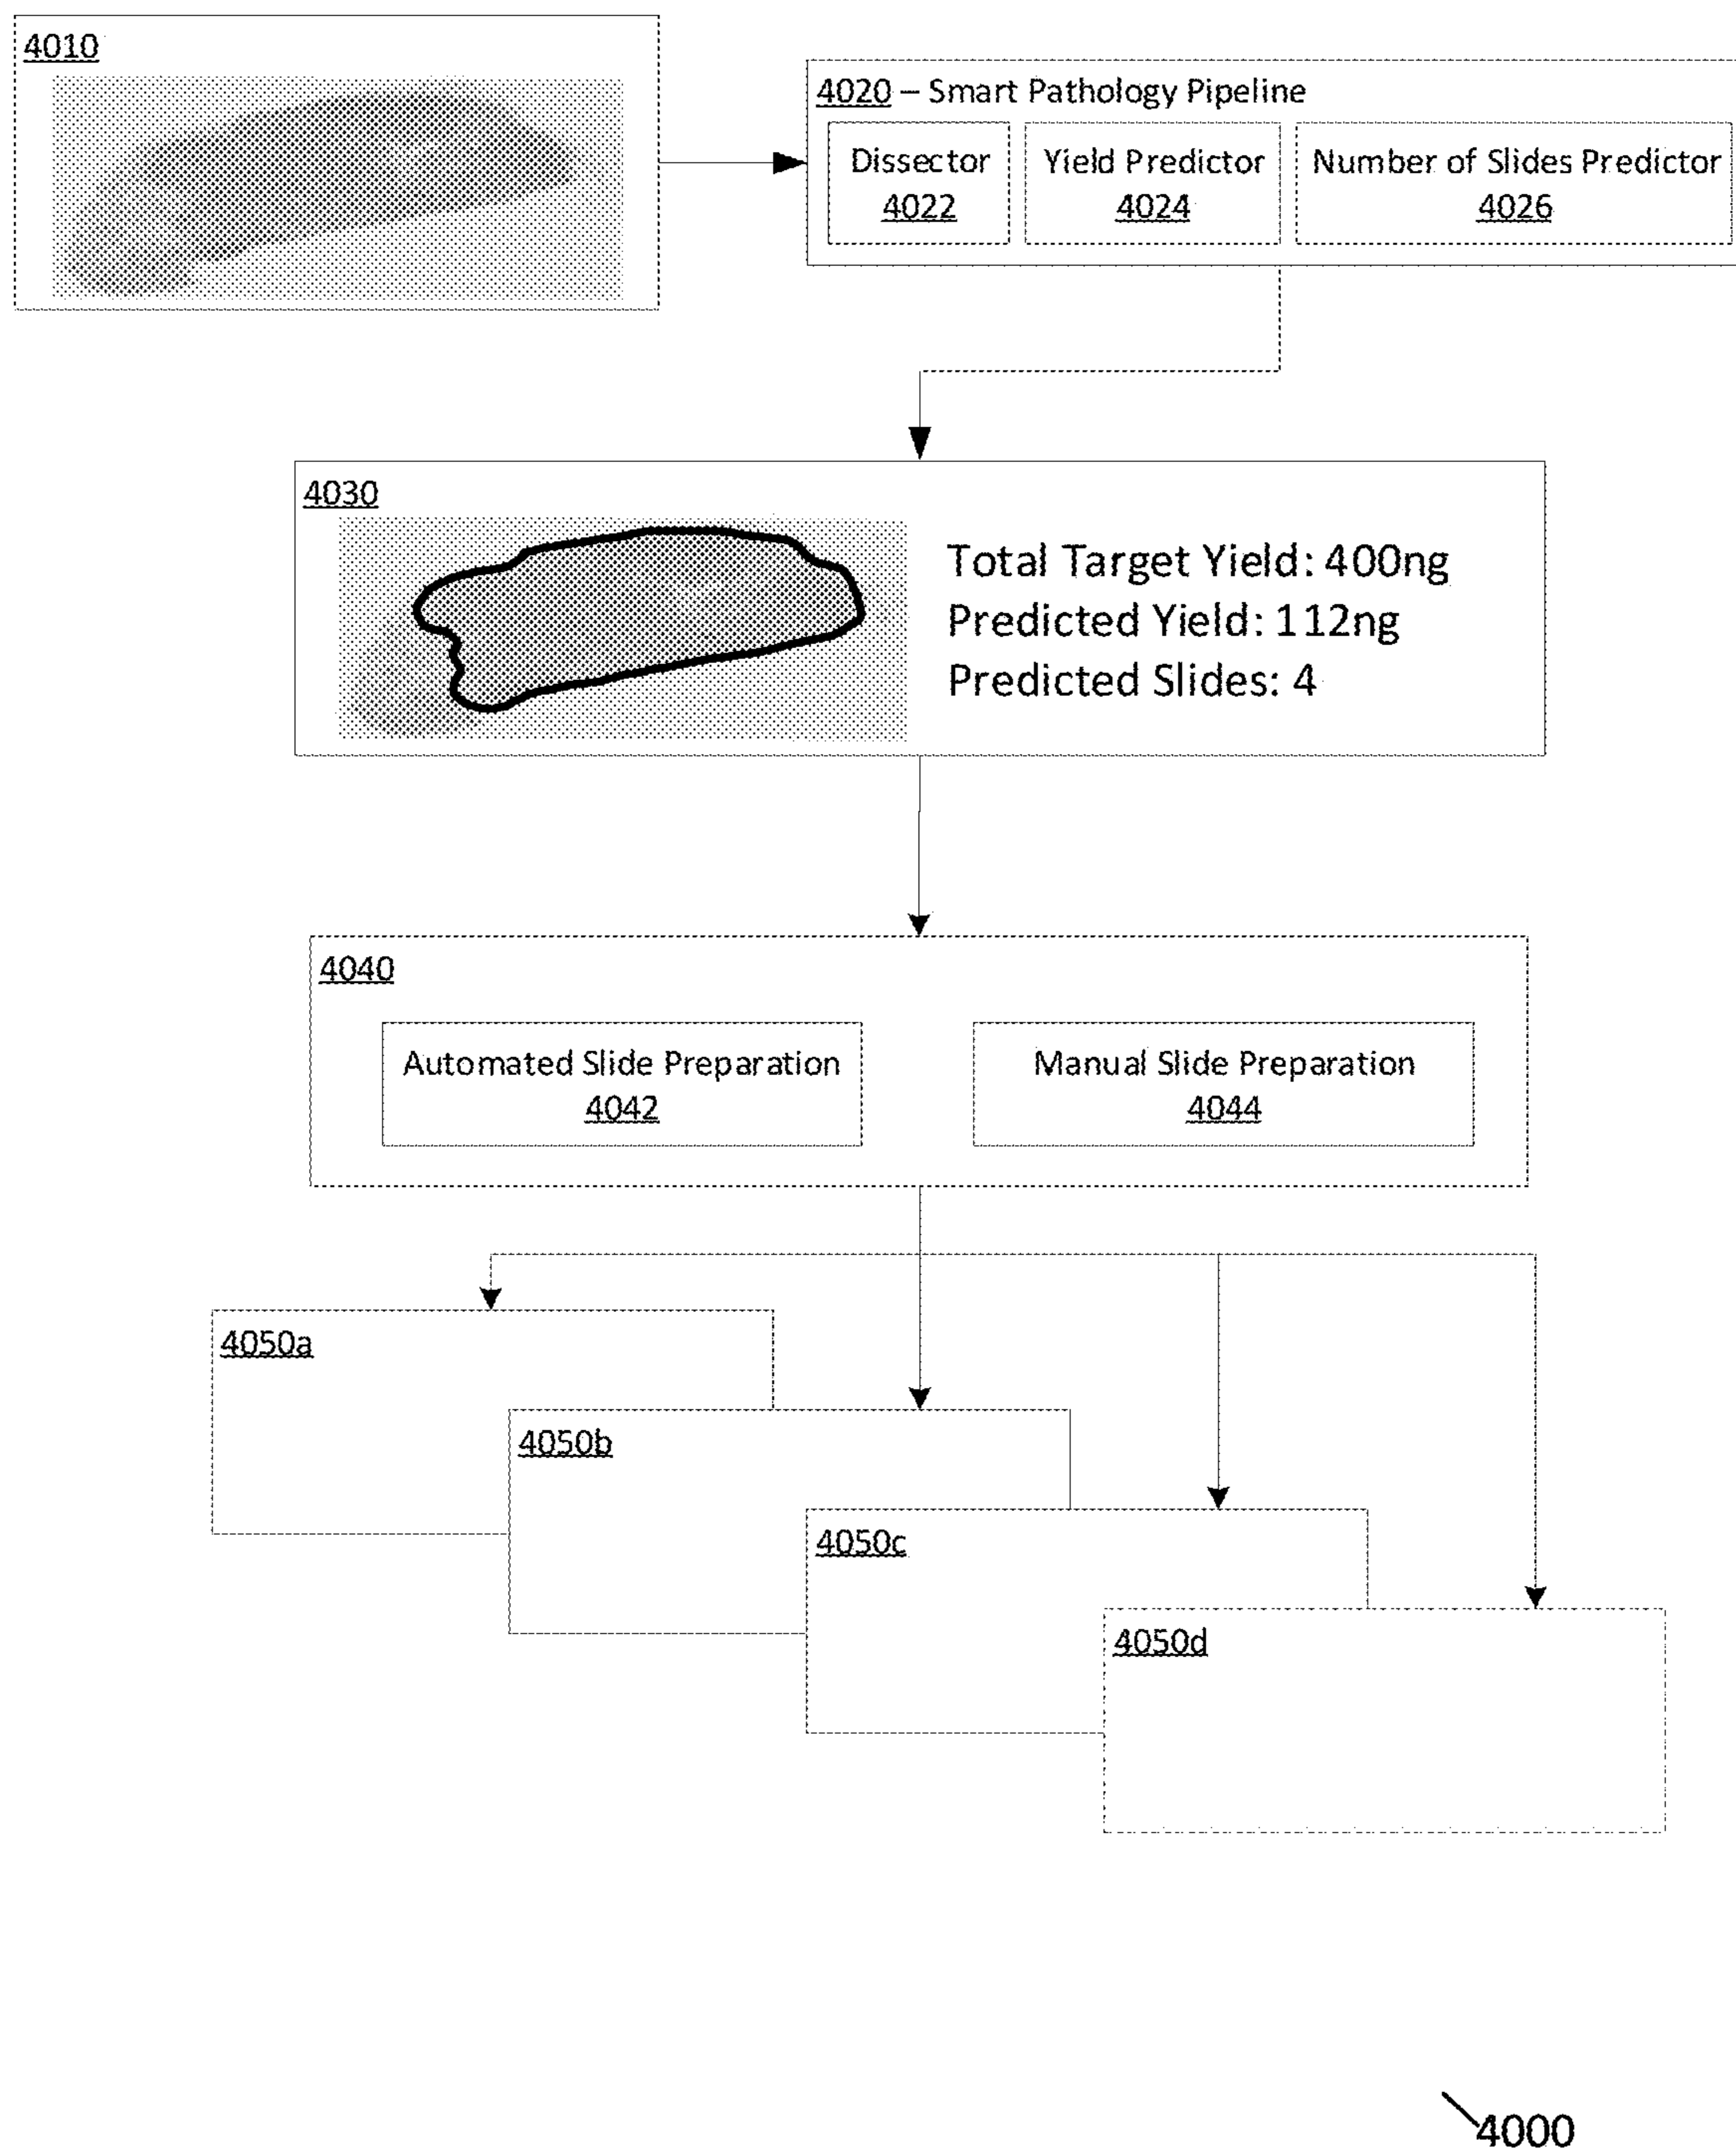 4010
4020 – Smart Pathology Pipeline
Dissector
4022
Yield Predictor
4024
Number of Slides Predictor
4026
4030
Total Target Yield: 400ng
Predicted Yield: 112ng
Predicted Slides: 4
4040
Automated Slide Preparation
4042
Manual Slide Preparation
4044
4050a
4050b
4050c
4050d
4000